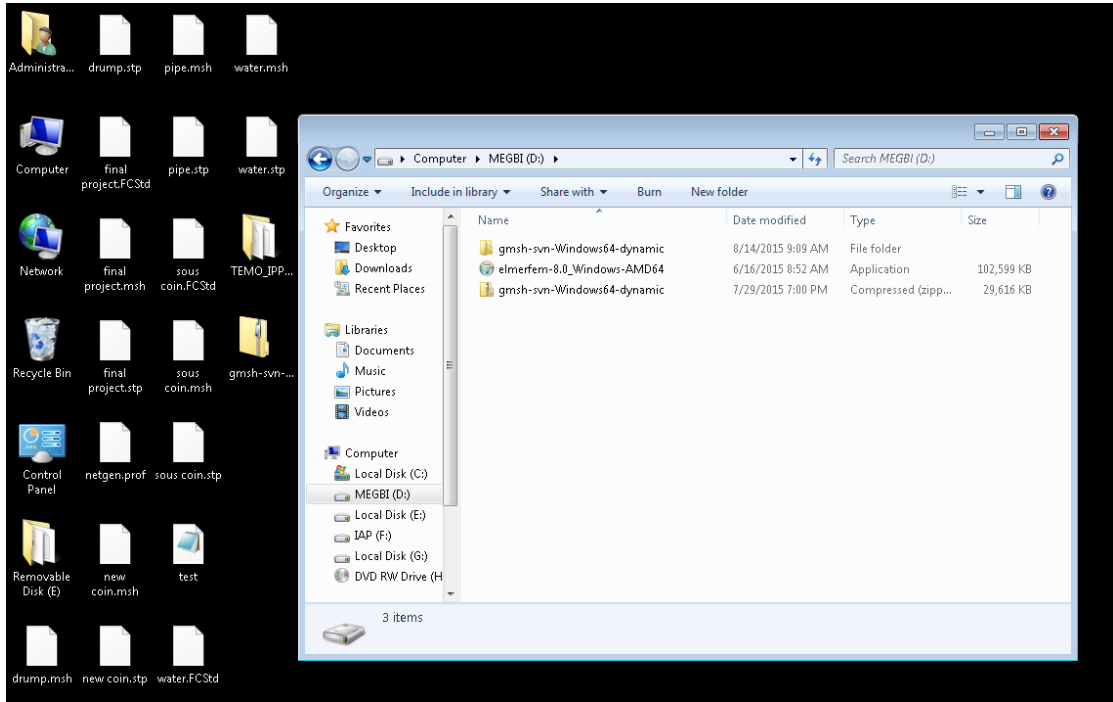 Administra...
drump.stp
pipe.msh
water.msh
Computer
final
project.FCStd
pipe.stp
water.stp
Network
final
project.msh
sous
coin.FCStd
TEMO_IPP...
Recycle Bin
final
project.stp
sous
coin.msh
gmsh-svn-...
Control
Panel
netgen.prof
sous coin.stp
Removable
Disk (E)
new
coin.msh
test
drump.msh
new coin.stp
water.FCStd
Computer MEGBI (D:)
Search MEGBI (D:)
Organize Include in library Share with Burn New folder
Favorites
Desktop
Downloads
Recent Places
Libraries
Documents
Music
Pictures
Videos
Computer
Local Disk (C:)
MEGBI (D:)
Local Disk (E:)
IAP (F:)
Local Disk (G:)
DVD RW Drive (H
Name Date modified Type Size
gmsh-svn-Windows64-dynamic 8/14/2015 9:09 AM File folder
elmerfem-8.0_Windows-AMD64 6/16/2015 8:52 AM Application 102,599 KB
gmsh-svn-Windows64-dynamic 7/29/2015 7:00 PM Compressed (zipp... 29,616 KB
3 items